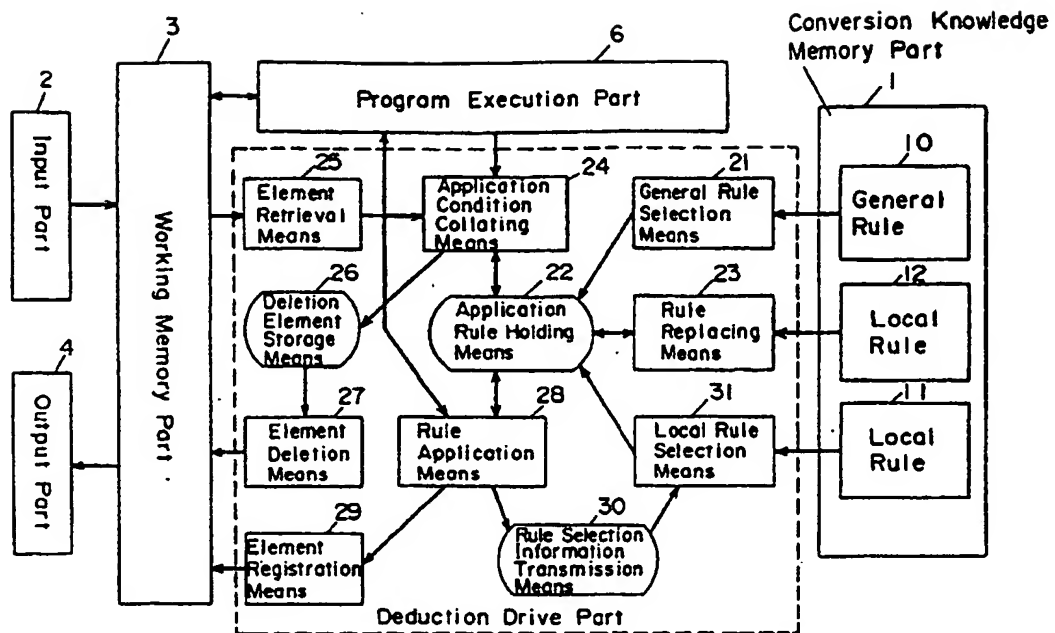 Conversion Knowledge
Memory Part
3
6
1
2
Program Execution Part
Input Part
Working Memory Part
25
Element
Retrieval
Means
24
Application
Condition
Collating
Means
21
General Rule
Selection
Means
10
General
Rule
26
Deletion
Element
Storage
Means
22
Application
Rule Holding
Means
23
Rule
Replacing
Means
12
Local
Rule
4
Output Part
27
Element
Deletion
Means
28
Rule
Application
Means
31
Local Rule
Selection
Means
11
Local
Rule
29
Element
Registration
Means
30
Rule Selection
Information
Transmission
Means
Deduction Drive Part